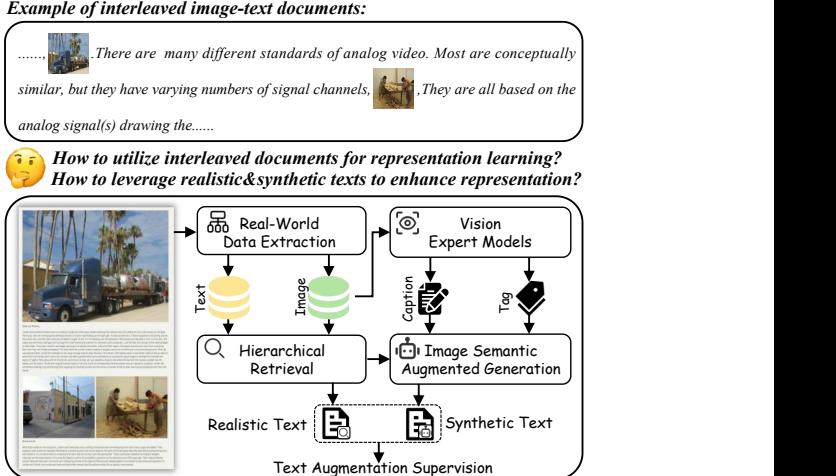 Example of interleaved image-text documents:
......, .There are many different standards of analog video. Most are conceptually
similar, but they have varying numbers of signal channels, ,They are all based on the
analog signal(s) drawing the......
How to utilize interleaved documents for representation learning?
How to leverage realistic&synthetic texts to enhance representation?
Real-World
Data Extraction
Vision
Expert Models
Text
Image
Caption
Tag
Hierarchical
Retrieval
Image Semantic
Augmented Generation
Realistic Text
Synthetic Text
Text Augmentation Supervision